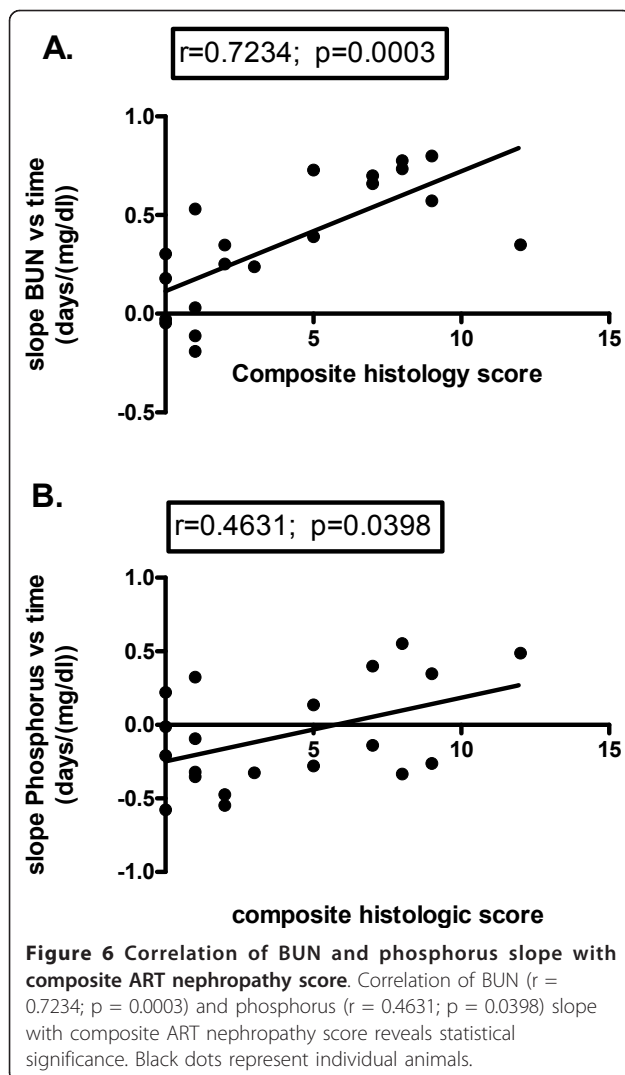 A.
r=0.7234; p=0.0003
slope BUN vs time
(days/(mg/dl))
1.0
0.5
0.0
-0.5
5
10
15
Composite histology score
B.
r=0.4631; p=0.0398
slope Phosphorus vs time
(days/(mg/dl))
1.0
0.5
0.0
-0.5
-1.0
5
10
15
composite histologic score
Figure 6 Correlation of BUN and phosphorus slope with
composite ART nephropathy score. Correlation of BUN (r =
0.7234; p = 0.0003) and phosphorus (r = 0.4631; p = 0.0398) slope
with composite ART nephropathy score reveals statistical
significance. Black dots represent individual animals.